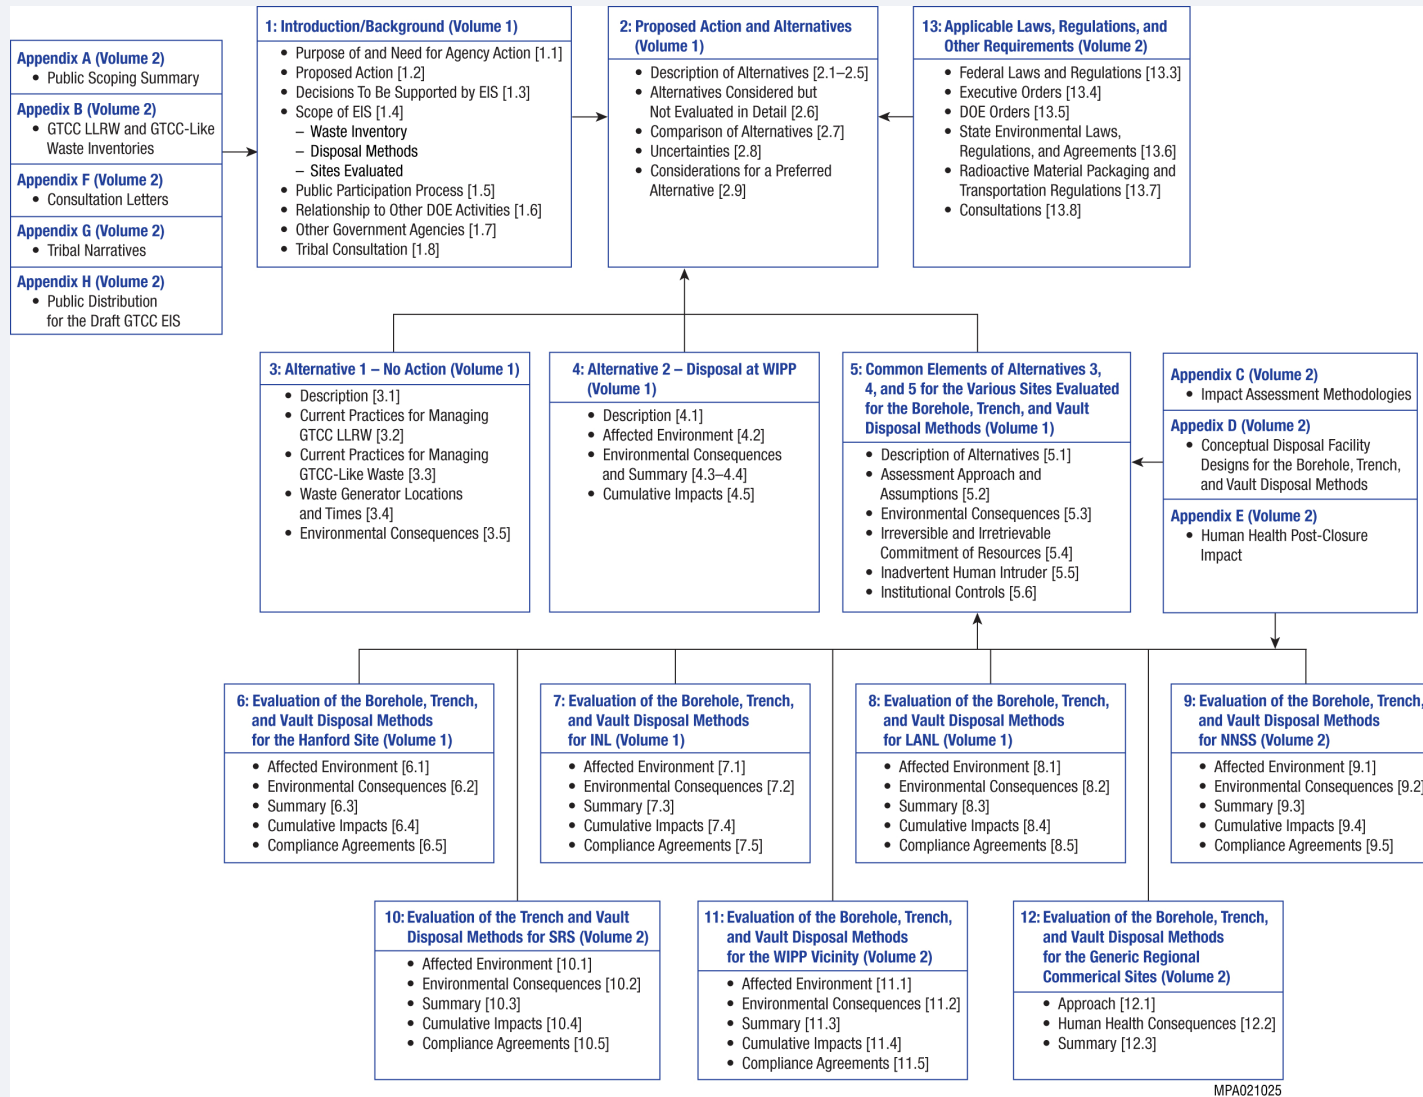 Appendix A (Volume 2)
• Public Scoping Summary
Appedix B (Volume 2)
• GTCC LLRW and GTCC-Like
Waste Inventories
Appendix F (Volume 2)
• Consultation Letters
Appendix G (Volume 2)
• Tribal Narratives
Appendix H (Volume 2)
• Public Distribution
for the Draft GTCC EIS
1: Introduction/Background (Volume 1)
• Purpose of and Need for Agency Action [1.1]
• Proposed Action [1.2]
• Decisions To Be Supported by EIS [1.3]
• Scope of EIS [1.4]
– Waste Inventory
– Disposal Methods
– Sites Evaluated
• Public Participation Process [1.5]
• Relationship to Other DOE Activities [1.6]
• Other Government Agencies [1.7]
• Tribal Consultation [1.8]
2: Proposed Action and Alternatives
(Volume 1)
• Description of Alternatives [2.1–2.5]
• Alternatives Considered but
Not Evaluated in Detail [2.6]
• Comparison of Alternatives [2.7]
• Uncertainties [2.8]
• Considerations for a Preferred
Alternative [2.9]
13: Applicable Laws, Regulations, and
Other Requirements (Volume 2)
• Federal Laws and Regulations [13.3]
• Executive Orders [13.4]
• DOE Orders [13.5]
• State Environmental Laws,
Regulations, and Agreements [13.6]
• Radioactive Material Packaging and
Transportation Regulations [13.7]
• Consultations [13.8]
3: Alternative 1 – No Action (Volume 1)
• Description [3.1]
• Current Practices for Managing
GTCC LLRW [3.2]
• Current Practices for Managing
GTCC-Like Waste [3.3]
• Waste Generator Locations
and Times [3.4]
• Environmental Consequences [3.5]
4: Alternative 2 – Disposal at WIPP
(Volume 1)
• Description [4.1]
• Affected Environment [4.2]
• Environmental Consequences
and Summary [4.3–4.4]
• Cumulative Impacts [4.5]
5: Common Elements of Alternatives 3,
4, and 5 for the Various Sites Evaluated
for the Borehole, Trench, and Vault
Disposal Methods (Volume 1)
• Description of Alternatives [5.1]
• Assessment Approach and
Assumptions [5.2]
• Environmental Consequences [5.3]
• Irreversible and Irretrievable
Commitment of Resources [5.4]
• Inadvertent Human Intruder [5.5]
• Institutional Controls [5.6]
Appendix C (Volume 2)
• Impact Assessment Methodologies
Appedix D (Volume 2)
• Conceptual Disposal Facility
Designs for the Borehole, Trench,
and Vault Disposal Methods
Appendix E (Volume 2)
• Human Health Post-Closure
Impact
6: Evaluation of the Borehole, Trench,
and Vault Disposal Methods
for the Hanford Site (Volume 1)
• Affected Environment [6.1]
• Environmental Consequences [6.2]
• Summary [6.3]
• Cumulative Impacts [6.4]
• Compliance Agreements [6.5]
7: Evaluation of the Borehole, Trench,
and Vault Disposal Methods
for INL (Volume 1)
• Affected Environment [7.1]
• Environmental Consequences [7.2]
• Summary [7.3]
• Cumulative Impacts [7.4]
• Compliance Agreements [7.5]
8: Evaluation of the Borehole, Trench,
and Vault Disposal Methods
for LANL (Volume 1)
• Affected Environment [8.1]
• Environmental Consequences [8.2]
• Summary [8.3]
• Cumulative Impacts [8.4]
• Compliance Agreements [8.5]
9: Evaluation of the Borehole, Trench,
and Vault Disposal Methods
for NNSS (Volume 2)
• Affected Environment [9.1]
• Environmental Consequences [9.2]
• Summary [9.3]
• Cumulative Impacts [9.4]
• Compliance Agreements [9.5]
10: Evaluation of the Trench and Vault
Disposal Methods for SRS (Volume 2)
• Affected Environment [10.1]
• Environmental Consequences [10.2]
• Summary [10.3]
• Cumulative Impacts [10.4]
• Compliance Agreements [10.5]
11: Evaluation of the Borehole, Trench,
and Vault Disposal Methods
for the WIPP Vicinity (Volume 2)
• Affected Environment [11.1]
• Environmental Consequences [11.2]
• Summary [11.3]
• Cumulative Impacts [11.4]
• Compliance Agreements [11.5]
12: Evaluation of the Borehole, Trench,
and Vault Disposal Methods
for the Generic Regional
Commerical Sites (Volume 2)
• Approach [12.1]
• Human Health Consequences [12.2]
• Summary [12.3]
MPA021025